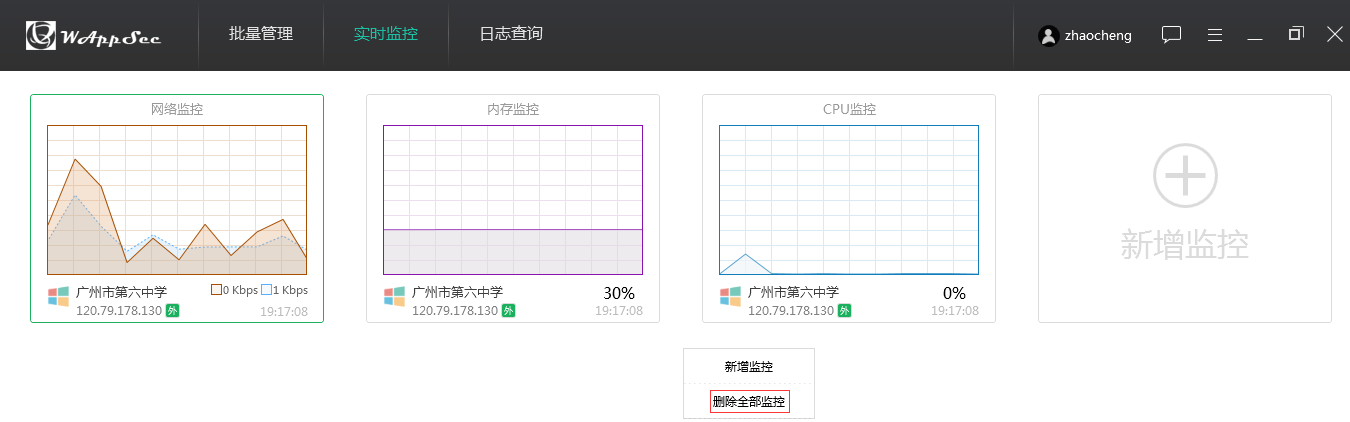 WAppSec
批量管理
实时监控
日志查询
zhaocheng
网络监控
广州市第六中学
0 Kbps
1 Kbps
120.79.178.130 外
19:17:08
内存监控
广州市第六中学
30%
120.79.178.130 外
19:17:08
CPU监控
广州市第六中学
0%
120.79.178.130 外
19:17:08
新增监控
新增监控
删除全部监控